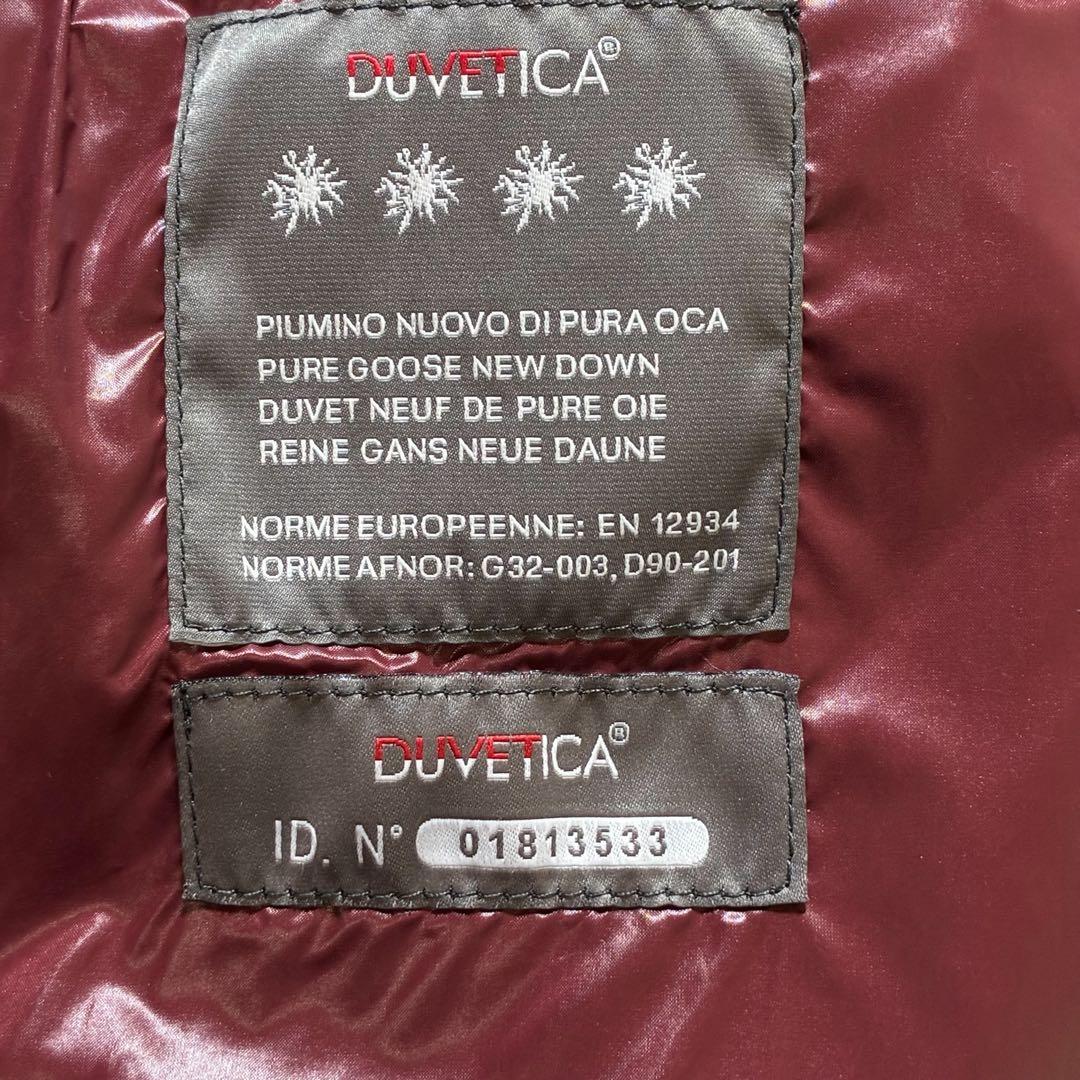 DUVETICA®
PIUMINO NUOVO DI PURA OCA
PURE GOOSE NEW DOWN
DUVET NEUF DE PURE OIE
REINE GANS NEUE DAUNE
NORME EUROPEENNE: EN 12934
NORME AFNOR: G32-003, D90-201
DUVETICA®
ID. N° 01813533